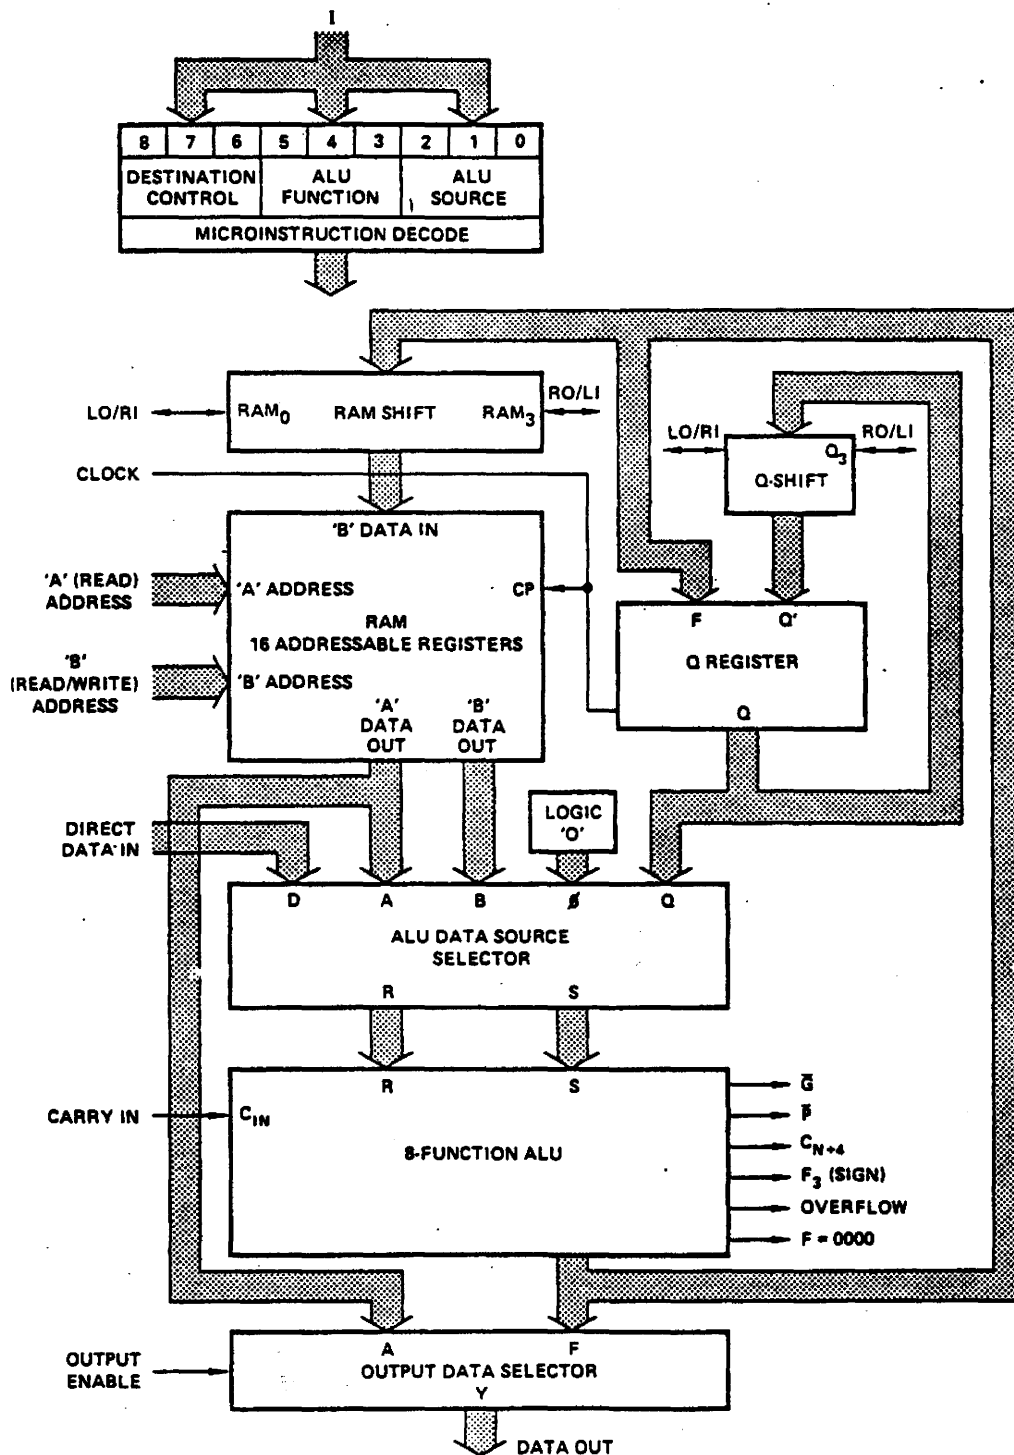 I
8 7 6 5 4 3 2 1 0
DESTINATION
CONTROL
ALU
FUNCTION
ALU
SOURCE
MICROINSTRUCTION DECODE
LO/RI
RAM0
RAM SHIFT
RAM3
RO/LI
CLOCK
LO/RI
Q3
RO/LI
Q-SHIFT
'B' DATA IN
'A' (READ)
ADDRESS
'A' ADDRESS
CP
RAM
16 ADDRESSABLE REGISTERS
'B'
(READ/WRITE)
ADDRESS
'B' ADDRESS
'A'
DATA
OUT
'B'
DATA
OUT
F Q'
Q REGISTER
Q
LOGIC
'0'
DIRECT
DATA IN
D A B Ø Q
ALU DATA SOURCE
SELECTOR
R S
R S
CARRY IN
CIN
8-FUNCTION ALU
G̅
P̅
CN+4
F3 (SIGN)
OVERFLOW
F = 0000
OUTPUT
ENABLE
A F
OUTPUT DATA SELECTOR
Y
DATA OUT